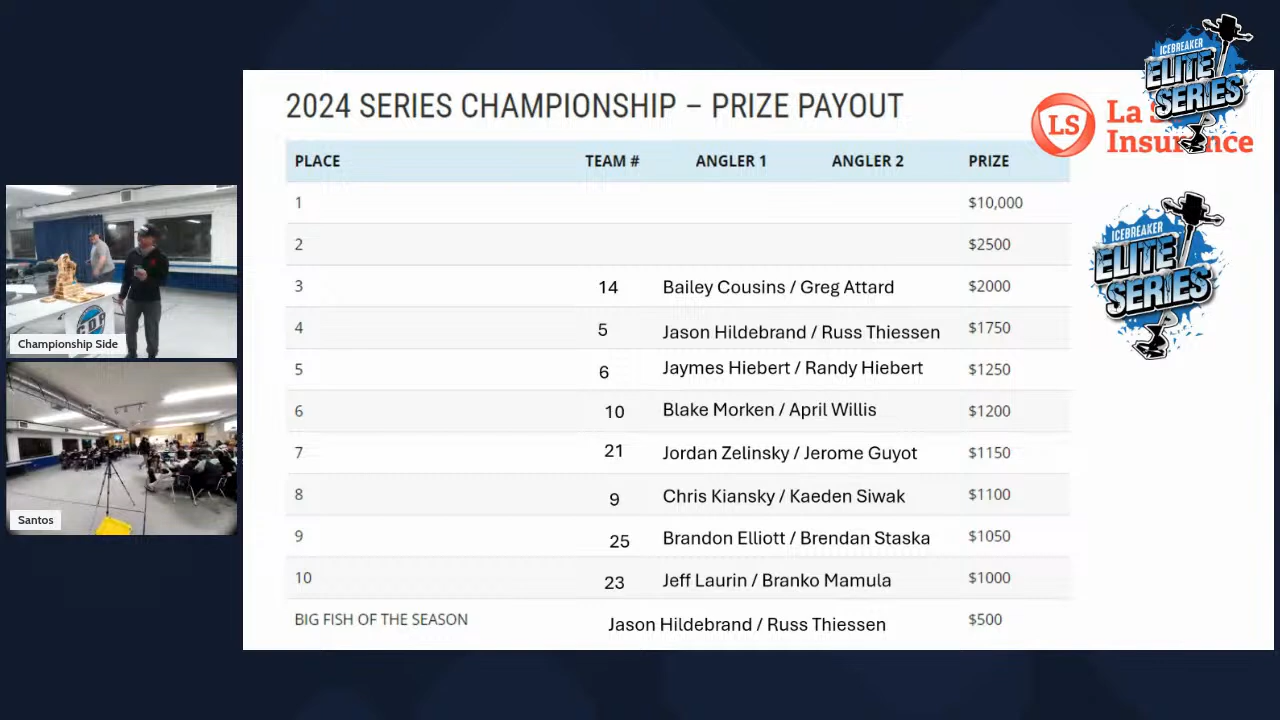 2024 SERIES CHAMPIONSHIP – PRIZE PAYOUT
ICEBREAKER
ELITE
SERIES
LS La S
Insurance
PLACE TEAM # ANGLER 1 ANGLER 2 PRIZE
1 $10,000
2 $2500
3 14 Bailey Cousins / Greg Attard $2000
4 5 Jason Hildebrand / Russ Thiessen $1750
5 6 Jaymes Hiebert / Randy Hiebert $1250
6 10 Blake Morken / April Willis $1200
7 21 Jordan Zelinsky / Jerome Guyot $1150
8 9 Chris Kiansky / Kaeden Siwak $1100
9 25 Brandon Elliott / Brendan Staska $1050
10 23 Jeff Laurin / Branko Mamula $1000
BIG FISH OF THE SEASON Jason Hildebrand / Russ Thiessen $500
ICEBREAKER
ELITE
SERIES
Championship Side
Santos